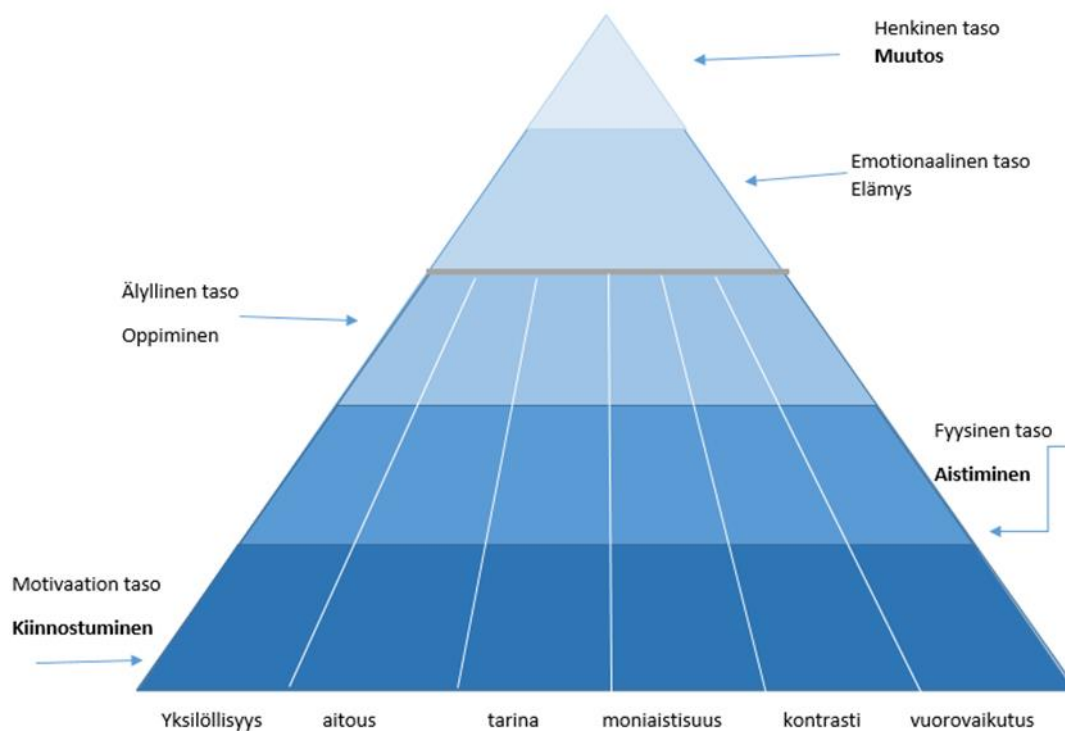 Henkinen taso
Muutos
Emotionaalinen taso
Elämys
Älyllinen taso
Oppiminen
Fyysinen taso
Aistiminen
Motivaation taso
Kiinnostuminen
Yksilöllisyys aitous tarina moniaistisuus kontrasti vuorovaikutus